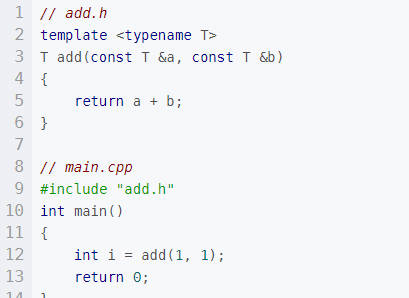 1 // add.h
2 template <typename T>
3 T add(const T &a, const T &b)
4 {
5     return a + b;
6 }
7
8 // main.cpp
9 #include "add.h"
10 int main()
11 {
12     int i = add(1, 1);
13     return 0;
14 }